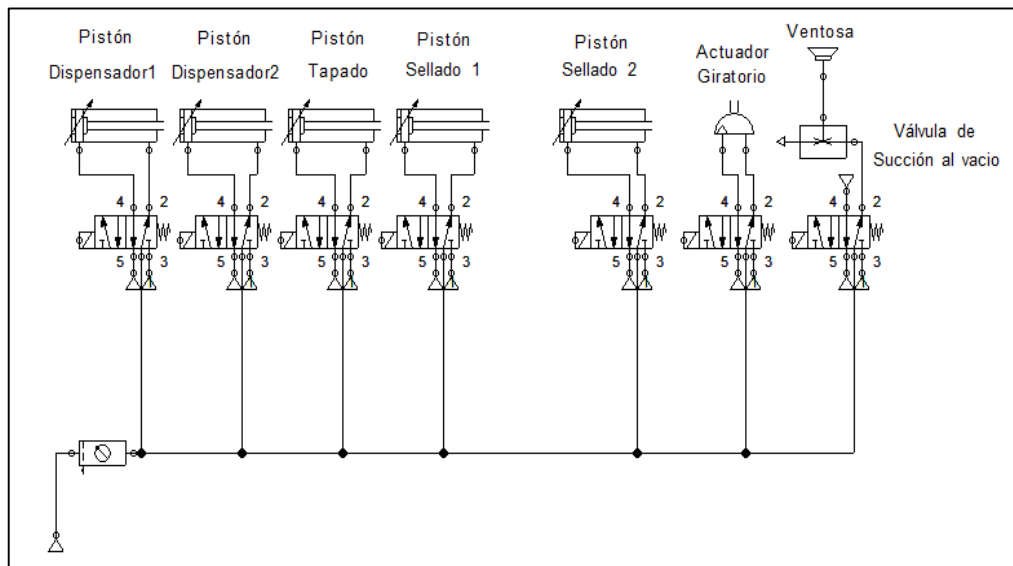 Pistón
Dispensador1
Pistón
Dispensador2
Pistón
Tapado
Pistón
Sellado 1
Pistón
Sellado 2
Actuador
Giratorio
Ventosa
Válvula de
Succión al vacio
4 2
5 3
4 2
5 3
4 2
5 3
4 2
5 3
4 2
5 3
4 2
5 3
4 2
5 3